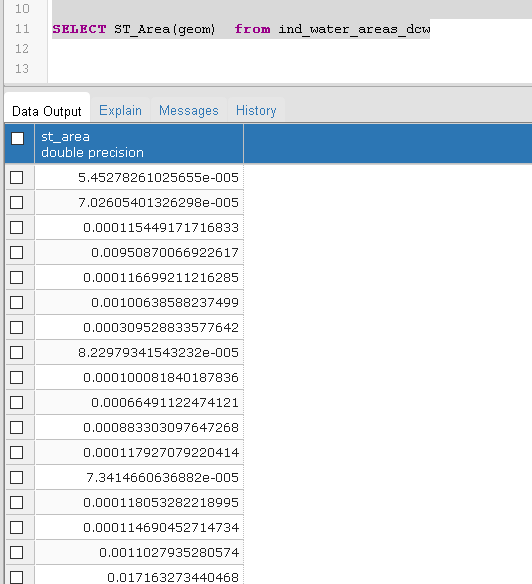 10
11 SELECT ST_Area(geom) from ind_water_areas_dcw
12
13
Data Output Explain Messages History
st_area
double precision
5.45278261025655e-005
7.02605401326298e-005
0.000115449171716833
0.00950870066922617
0.000116699211216285
0.00100638588237499
0.000309528833577642
8.22979341543232e-005
0.000100081840187836
0.00066491122474121
0.000883303097647268
0.000117927079220414
7.3414660636882e-005
0.000118053282218995
0.000114690452714734
0.0011027935280574
0.017163273440468